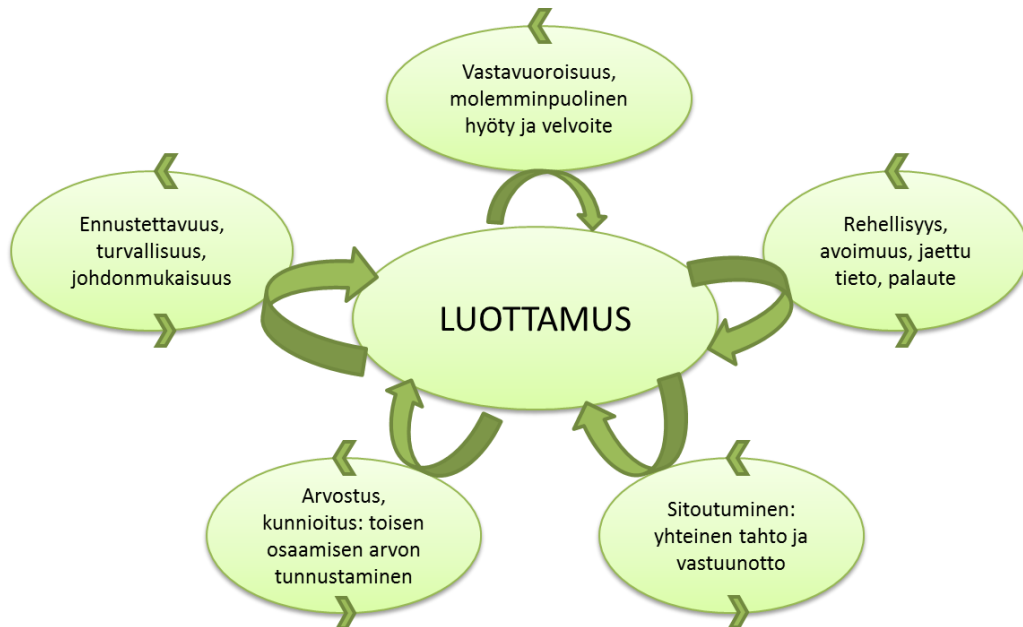 Vastavuoroisuus,
molemminpuolinen
hyöty ja velvoite
Ennustettavuus,
turvallisuus,
johdonmukaisuus
Rehellisyys,
avoimuus, jaettu
tieto, palaute
LUOTTAMUS
Arvostus,
kunnioitus: toisen
osaamisen arvon
tunnustaminen
Sitoutuminen:
yhteinen tahto ja
vastuunotto